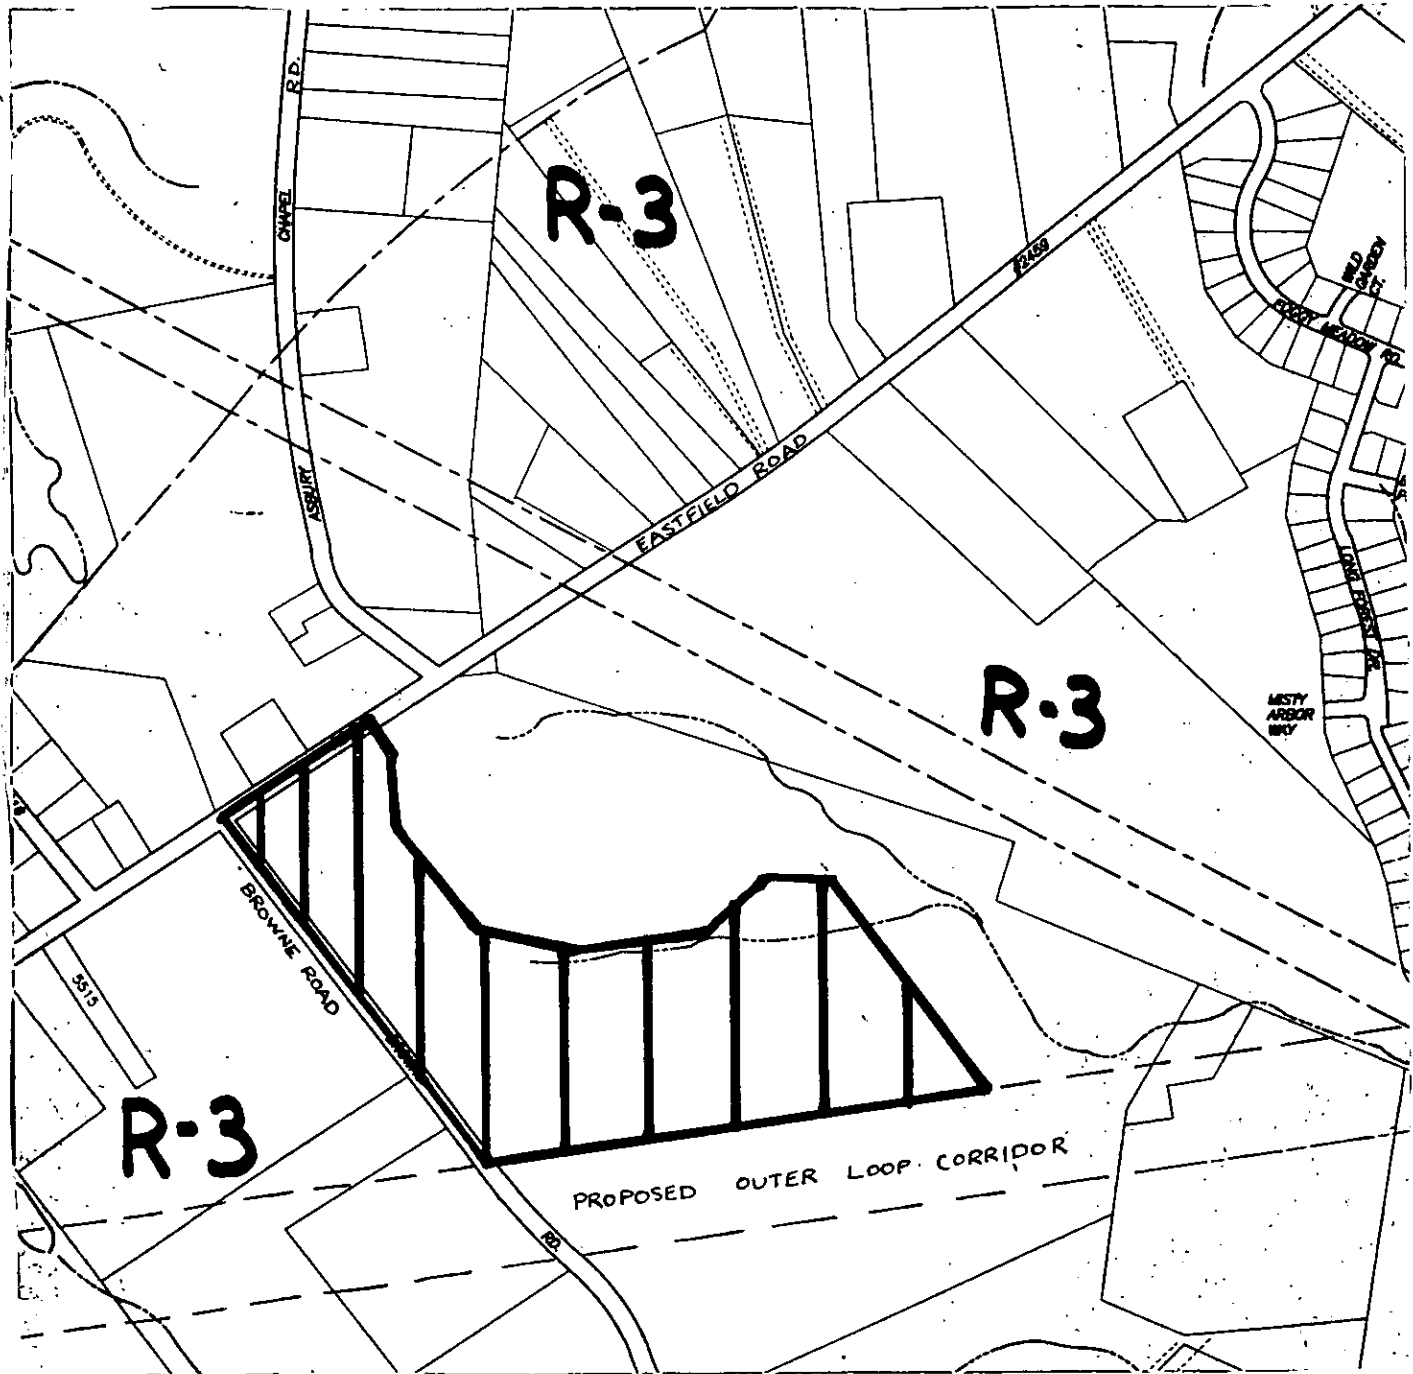 R.D.
CHAPEL
R-3
#2459
WILD
GARDEN
CT.
FOGGY MEADOW RD.
ASBURY
EASTFIELD ROAD
LONG FOREST DR.
R-3
MISTY
ARBOR
WAY
BROWNE ROAD
5515
R-3
PROPOSED OUTER LOOP CORRIDOR
RD.